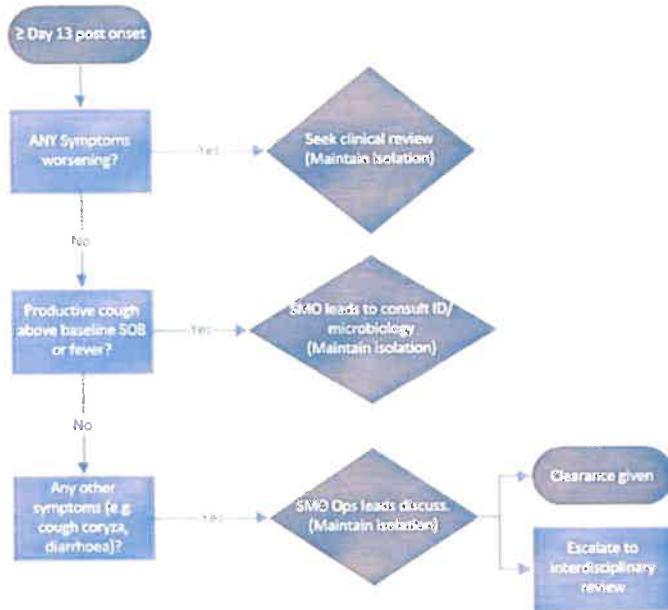 ≥ Day 13 post onset
ANY Symptoms
worsening?
Yes
Seek clinical review
(Maintain isolation)
No
Productive cough
above baseline SOB
or fever?
Yes
SMO leads to consult ID/
microbiology
(Maintain isolation)
No
Any other
symptoms (e.g.
cough coryza,
diarrhoea)?
Yes
SMO Ops leads discuss.
(Maintain isolation)
Clearance given
Escalate to
interdisciplinary
review